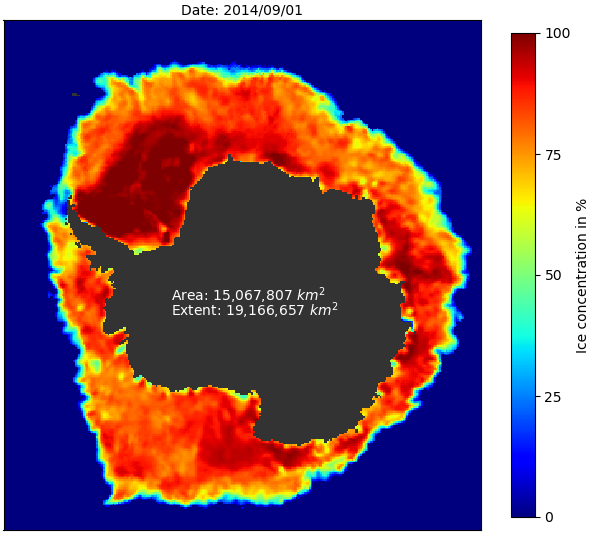 Date: 2014/09/01
Area: 15,067,807 km²
Extent: 19,166,657 km²
100
75
50
25
0
Ice concentration in %